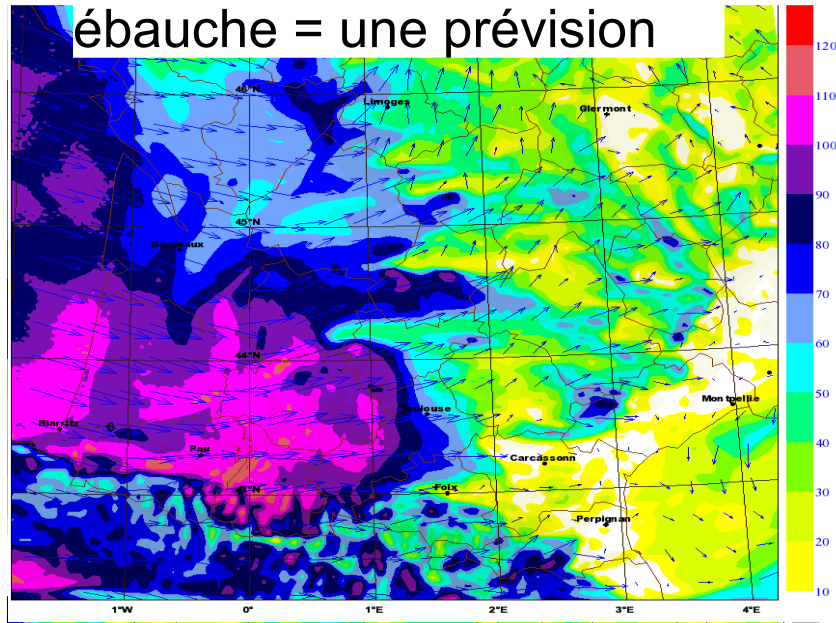 ébauche = une prévision
120
46°N
Limoges
Clermont
110
100
90
45°N
Bordeaux
80
70
60
44°N
50
Montpellie
Toulouse
Biarritz
40
Pau
Carcassonn
30
Foix
Perpignan
20
10
1°W
0°
1°E
2°E
3°E
4°E